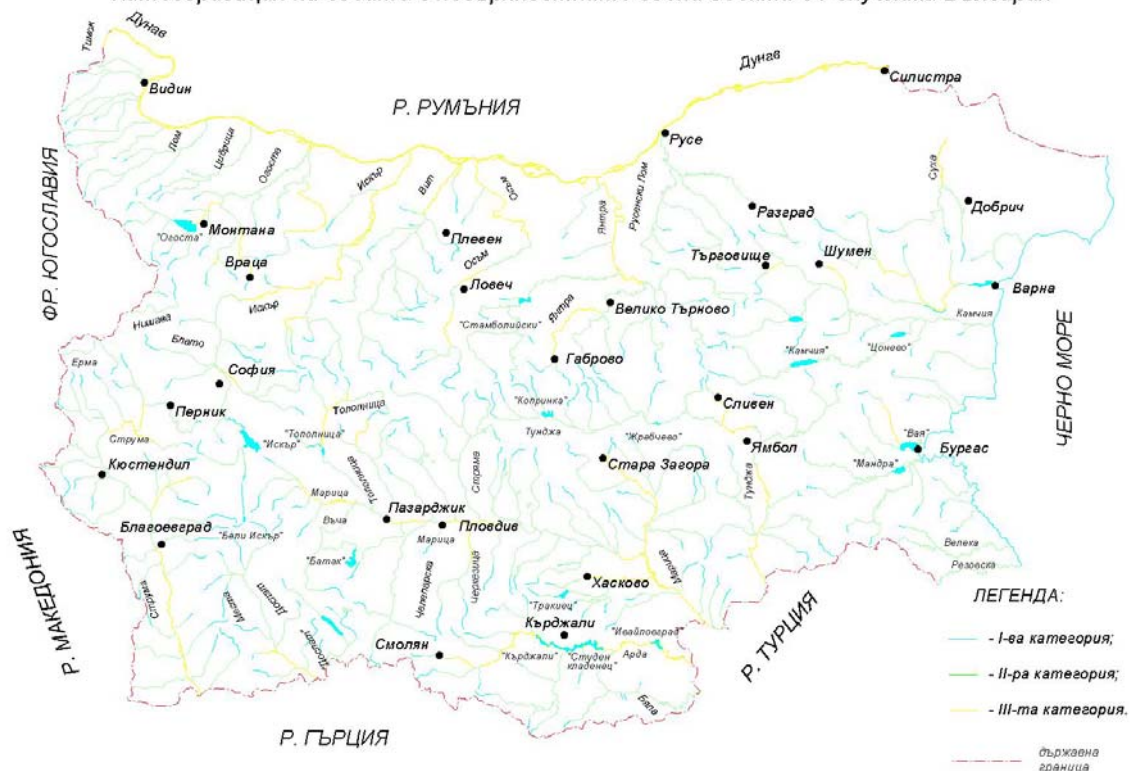 Тимок
Дунав
Видин
Дунав
Силистра
Р. РУМЪНИЯ
Русе
Лом
Цибрица
Огоста
Искър
Вит
Осъм
Янтра
Русенски Лом
Суха
ФР. ЮГОСЛАВИЯ
"Огоста"
Монтана
Плевен
Разград
Добрич
Враца
Осъм
Ловеч
Търговище
Шумен
Варна
Искър
"Стамболийски"
Янтра
Велико Търново
Камчия
Нишава
Блато
Габрово
"Камчия"
"Цонево"
ЧЕРНО МОРЕ
Ерма
София
Перник
"Копринка"
Сливен
Струма
"Искър"
"Тополница"
Тополница
Тунджа
"Жребчево"
Ямбол
"Вая"
Бургас
Кюстендил
Стара Загора
"Мандра"
Марица
Тополница
Стряма
Тунджа
Благоевград
"Бели Искър"
Въча
Пазарджик
Пловдив
Марица
"Батак"
Велека
Резовска
Р. МАКЕДОНИЯ
Струма
Места
Доспат
"Доспат"
Чепеларска
Черкезица
Хасково
Марица
"Тракиец"
Кърджали
"Ивайловград"
Смолян
"Кърджали"
"Студен
кладенец"
Арда
Р. ТУРЦИЯ
Р. ГЪРЦИЯ
ЛЕГЕНДА:
- I-ва категория;
- II-ра категория;
- III-та категория.
държавна
граница